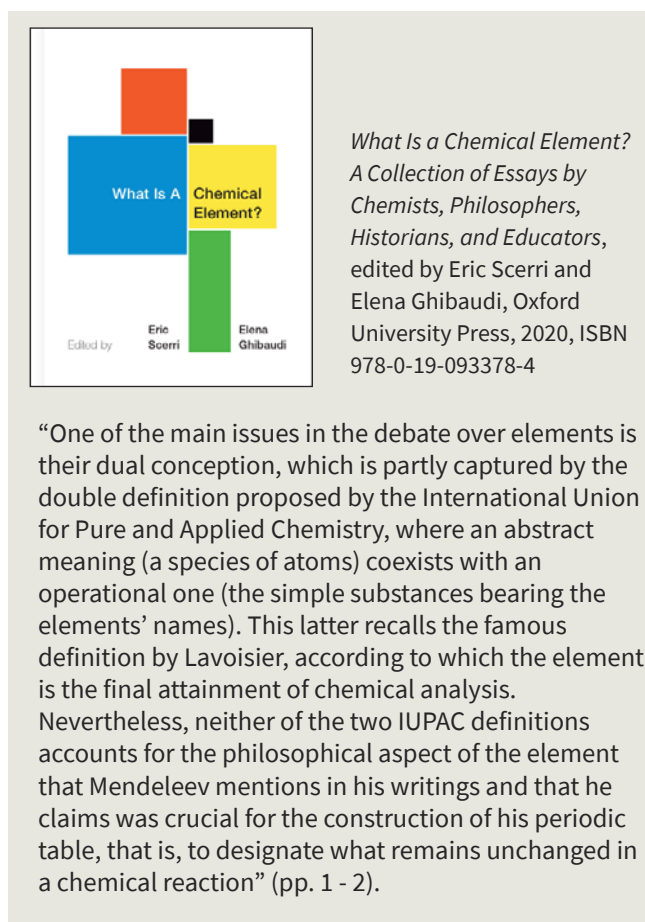 What Is A Chemical
Element?
Edited by
Eric
Scerri
Elena
Ghibaudi
What Is a Chemical Element?
A Collection of Essays by
Chemists, Philosophers,
Historians, and Educators,
edited by Eric Scerri and
Elena Ghibaudi, Oxford
University Press, 2020, ISBN
978-0-19-093378-4
“One of the main issues in the debate over elements is
their dual conception, which is partly captured by the
double definition proposed by the International Union
for Pure and Applied Chemistry, where an abstract
meaning (a species of atoms) coexists with an
operational one (the simple substances bearing the
elements’ names). This latter recalls the famous
definition by Lavoisier, according to which the element
is the final attainment of chemical analysis.
Nevertheless, neither of the two IUPAC definitions
accounts for the philosophical aspect of the element
that Mendeleev mentions in his writings and that he
claims was crucial for the construction of his periodic
table, that is, to designate what remains unchanged in
a chemical reaction” (pp. 1 - 2).